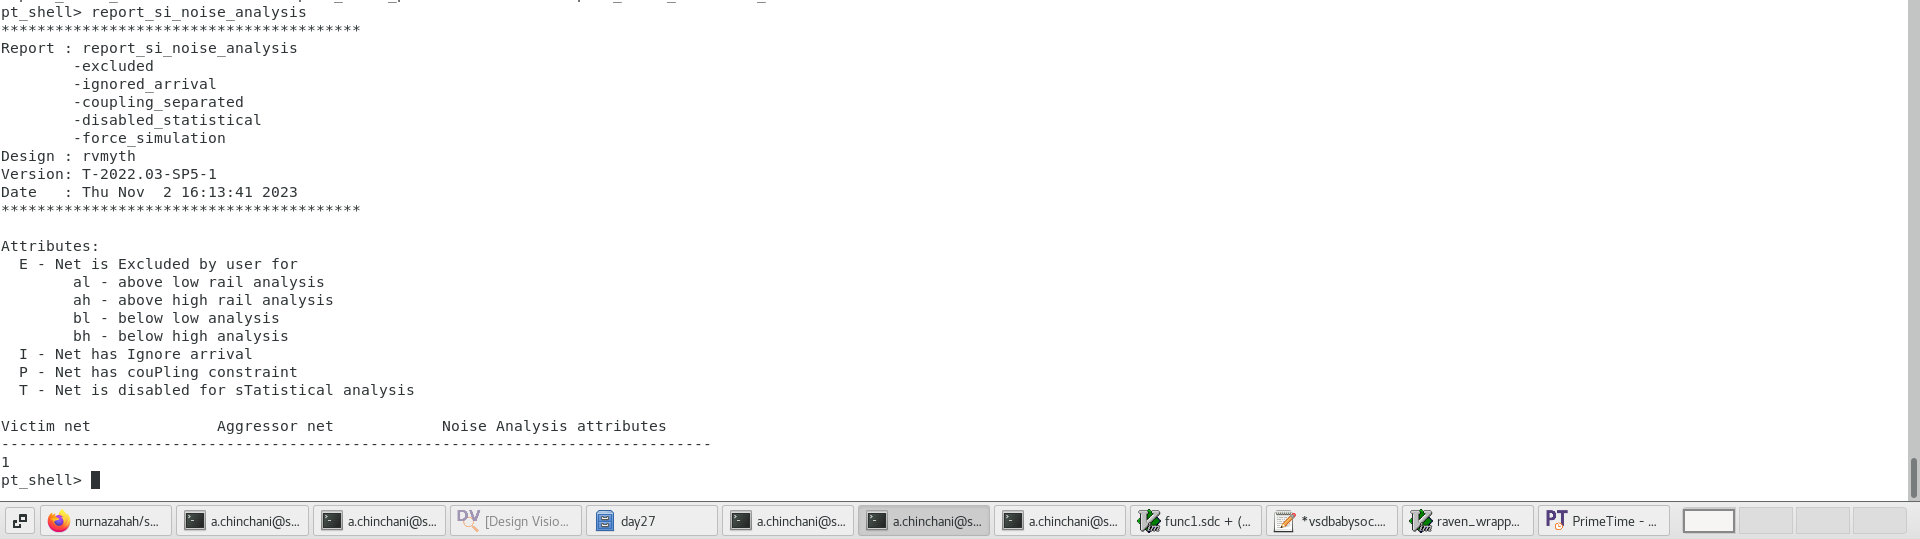 pt_shell> report_si_noise_analysis
****************************************
Report : report_si_noise_analysis
        -excluded
        -ignored_arrival
        -coupling_separated
        -disabled_statistical
        -force_simulation
Design : rvmyth
Version: T-2022.03-SP5-1
Date   : Thu Nov  2 16:13:41 2023
****************************************

Attributes:
  E - Net is Excluded by user for
        al - above low rail analysis
        ah - above high rail analysis
        bl - below low analysis
        bh - below high analysis
  I - Net has Ignore arrival
  P - Net has couPling constraint
  T - Net is disabled for sTatistical analysis

Victim net              Aggressor net            Noise Analysis attributes
-------------------------------------------------------------------------------
1
pt_shell>
nurnazahah/s... a.chinchani@s... a.chinchani@s... [Design Visio... day27 a.chinchani@s... a.chinchani@s... a.chinchani@s... func1.sdc + (... *vsdbabysoc.... raven_wrapp... PrimeTime - ...